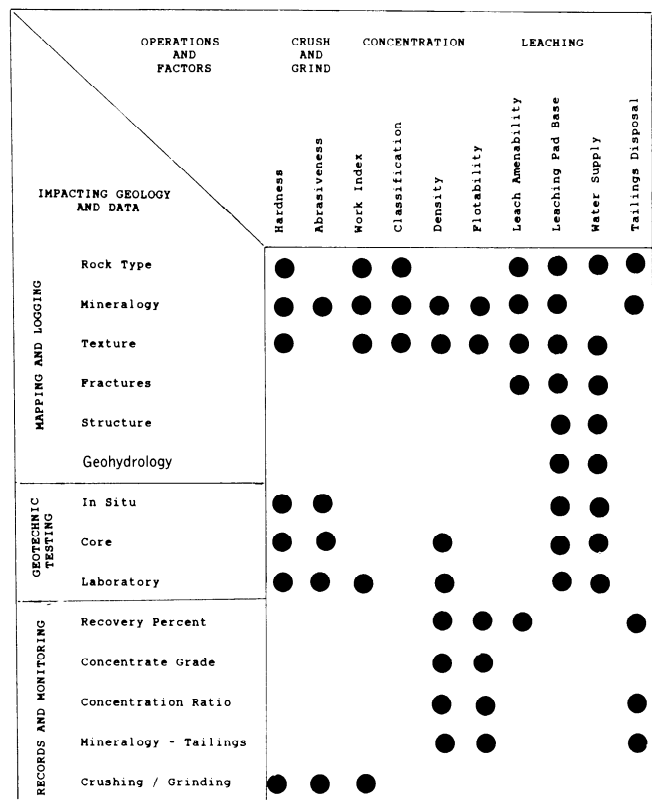 OPERATIONS
AND
FACTORS
CRUSH
AND
GRIND
CONCENTRATION
LEACHING
IMPACTING GEOLOGY
AND DATA
Hardness
Abrasiveness
Work Index
Classification
Density
Flotability
Leach Amenability
Leaching Pad Base
Water Supply
Tailings Disposal
MAPPING AND LOGGING
Rock Type
Mineralogy
Texture
Fractures
Structure
Geohydrology
GEOTECHNIC
TESTING
In Situ
Core
Laboratory
RECORDS AND MONITORING
Recovery Percent
Concentrate Grade
Concentration Ratio
Mineralogy - Tailings
Crushing / Grinding